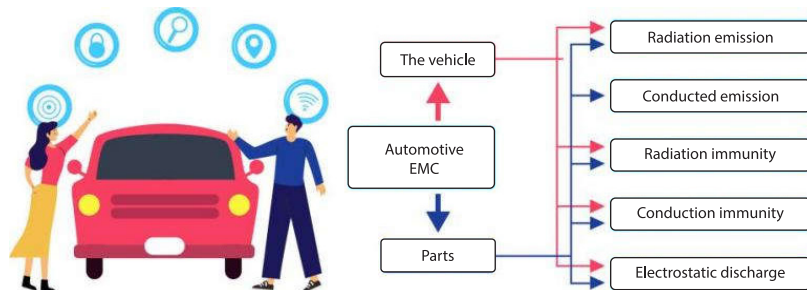 The vehicle
Automotive
EMC
Parts
Radiation emission
Conducted emission
Radiation immunity
Conduction immunity
Electrostatic discharge